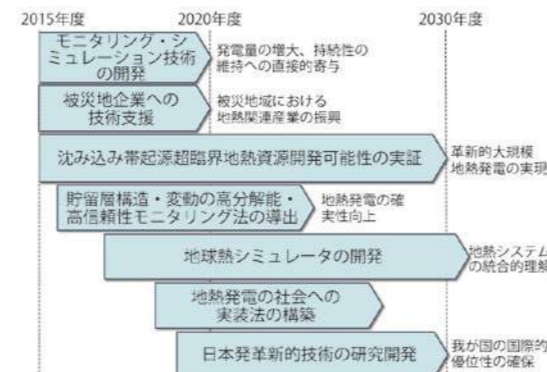 2015年度 2020年度 2030年度
モニタリング・シ
ミュレーション技術
の開発
発電量の増大、持続性の
維持への直接的寄与
被災地企業への
技術支援
被災地域における
地熱関連産業の振興
沈み込み帯起源超臨界地熱資源開発可能性の実証
革新的大規模
地熱発電の実現
貯留層構造・変動の高分解能・
高信頼性モニタリング法の導出
地熱発電の確
実性向上
地球熱シミュレータの開発
地熱システム
の統合的理解
地熱発電の社会への
実装法の構築
日本発革新的技術の研究開発
我が国の国際的
優位性の確保